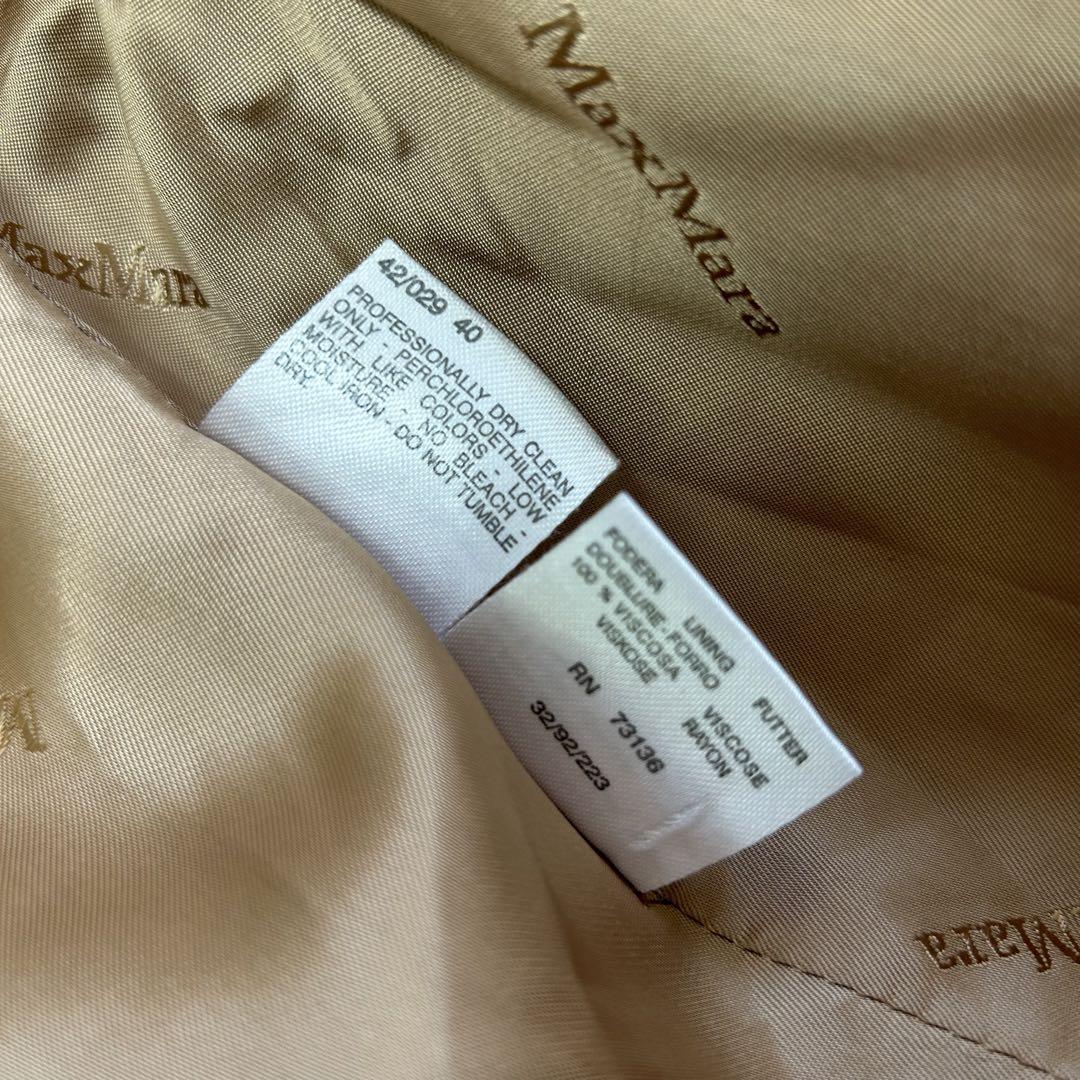 MaxMara
MaxMara
42/029 40
PROFESSIONALLY DRY CLEAN
ONLY - PERCHLOROETHILENE
WITH LIKE COLORS - LOW
MOISTURE - NO BLEACH -
COOL IRON - DO NOT TUMBLE
DRY.
FODERA LINING FUTTER
DOUBLURE-FORRO
100 % VISCOSA VISCOSE
VISKOSE RAYON
RN 73136
32/92/223
M
Mara